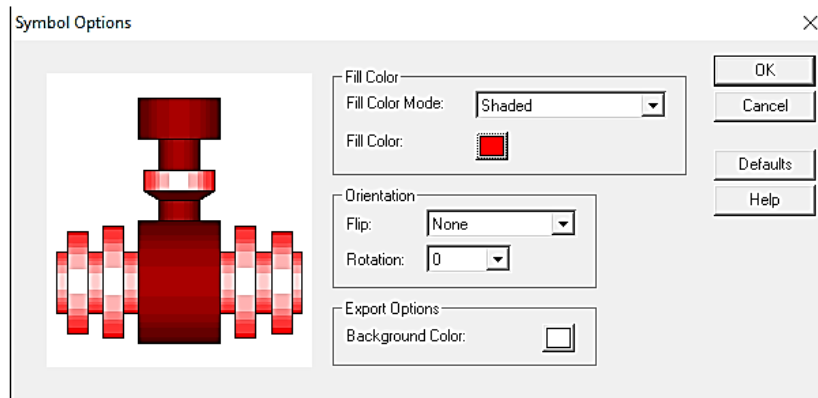 Symbol Options
Fill Color
Fill Color Mode:
Shaded
Fill Color:
Orientation
Flip:
None
Rotation:
0
Export Options
Background Color:
OK
Cancel
Defaults
Help